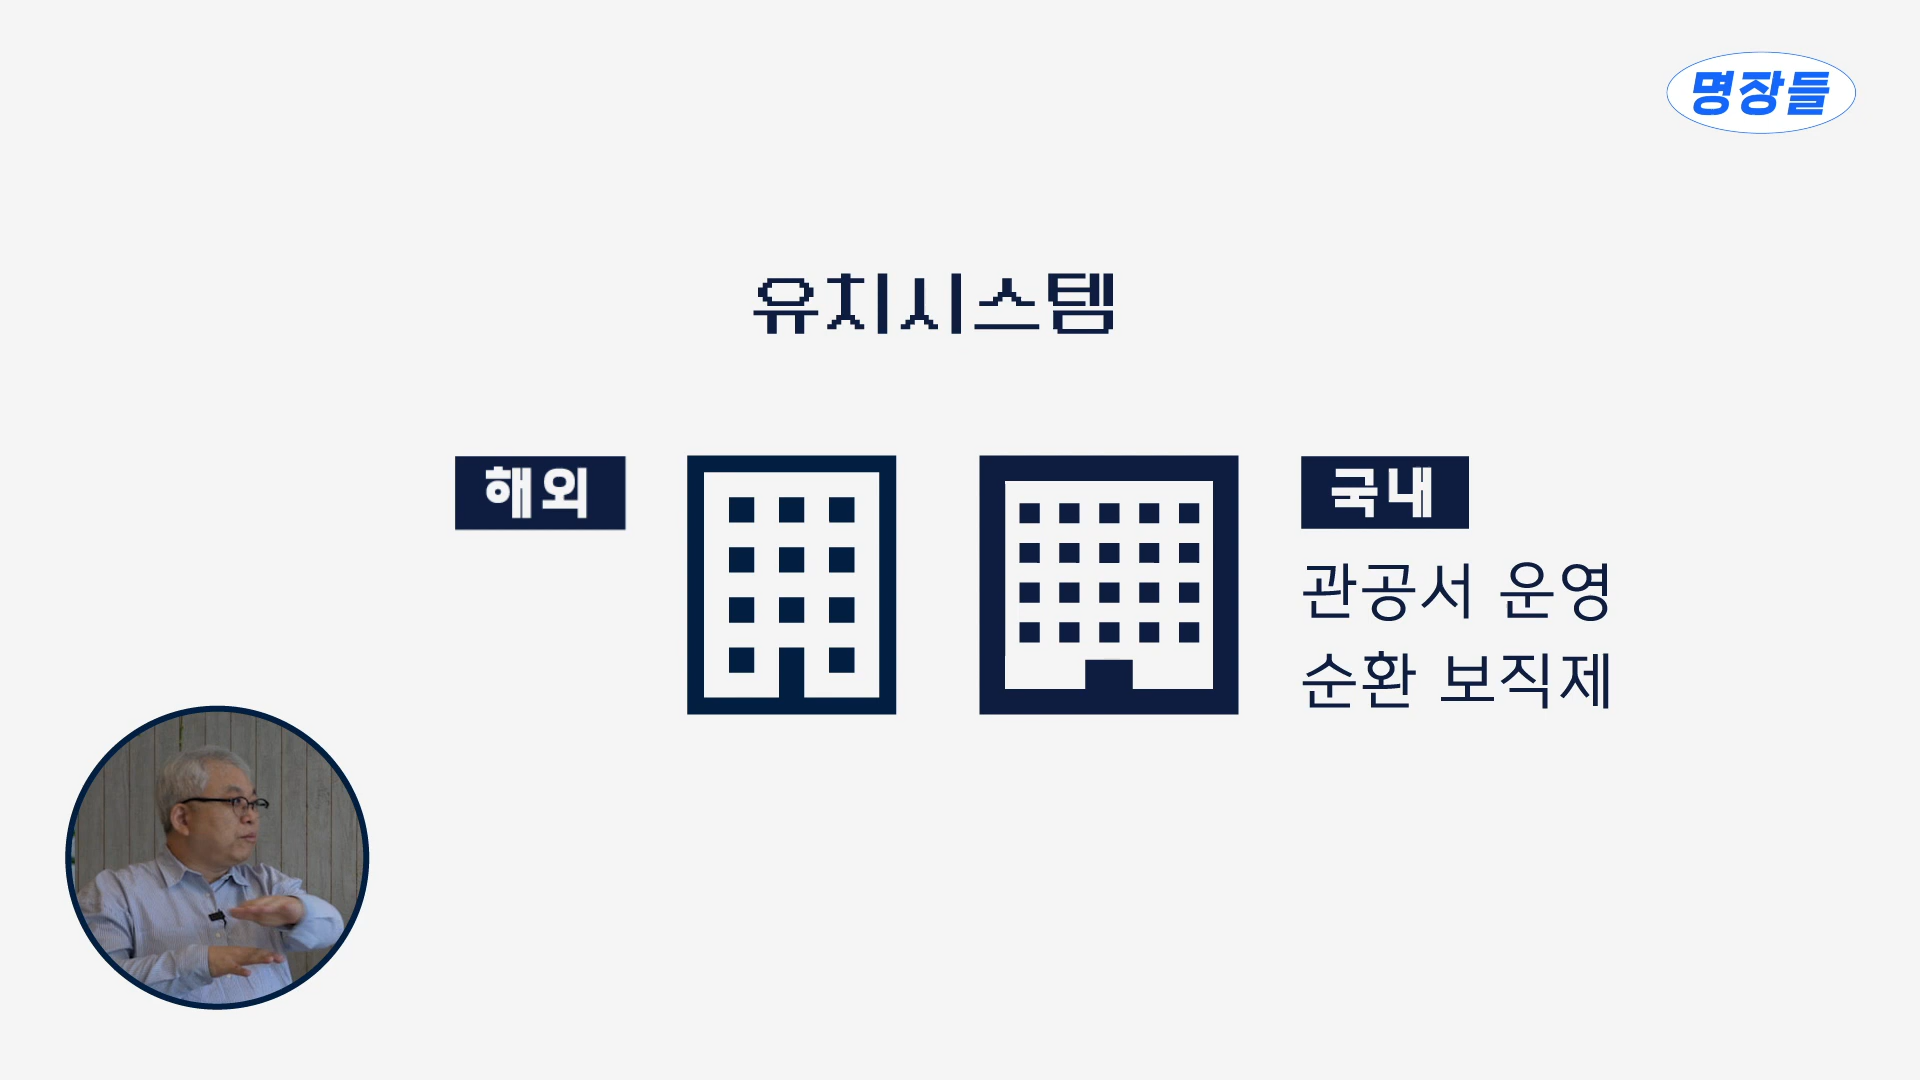 명장들
유치시스템
해외
국내
관공서 운영
순환 보직제